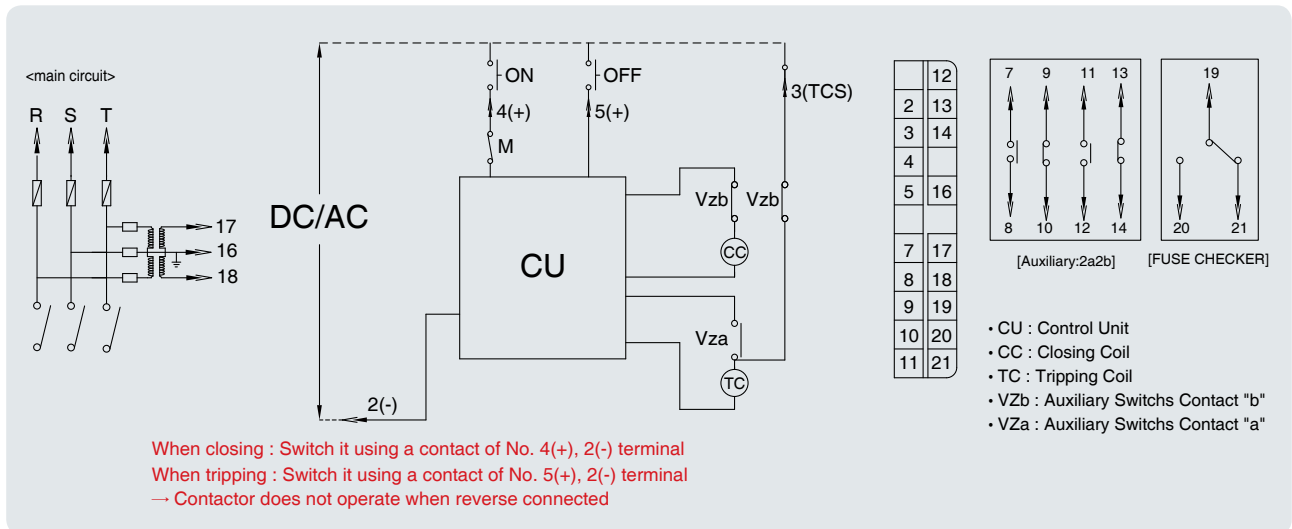 <main circuit>
R S T
17
16
18
DC/AC
ON
4(+)
M
OFF
5(+)
3(TCS)
CU
Vzb
Vzb
CC
Vza
TC
2(-)
When closing : Switch it using a contact of No. 4(+), 2(-) terminal
When tripping : Switch it using a contact of No. 5(+), 2(-) terminal
→ Contactor does not operate when reverse connected
12
2 13
3 14
4
5 16
7 17
8 18
9 19
10 20
11 21
7 9 11 13
8 10 12 14
[Auxiliary:2a2b]
19
20 21
[FUSE CHECKER]
• CU : Control Unit
• CC : Closing Coil
• TC : Tripping Coil
• VZb : Auxiliary Switchs Contact "b"
• VZa : Auxiliary Switchs Contact "a"